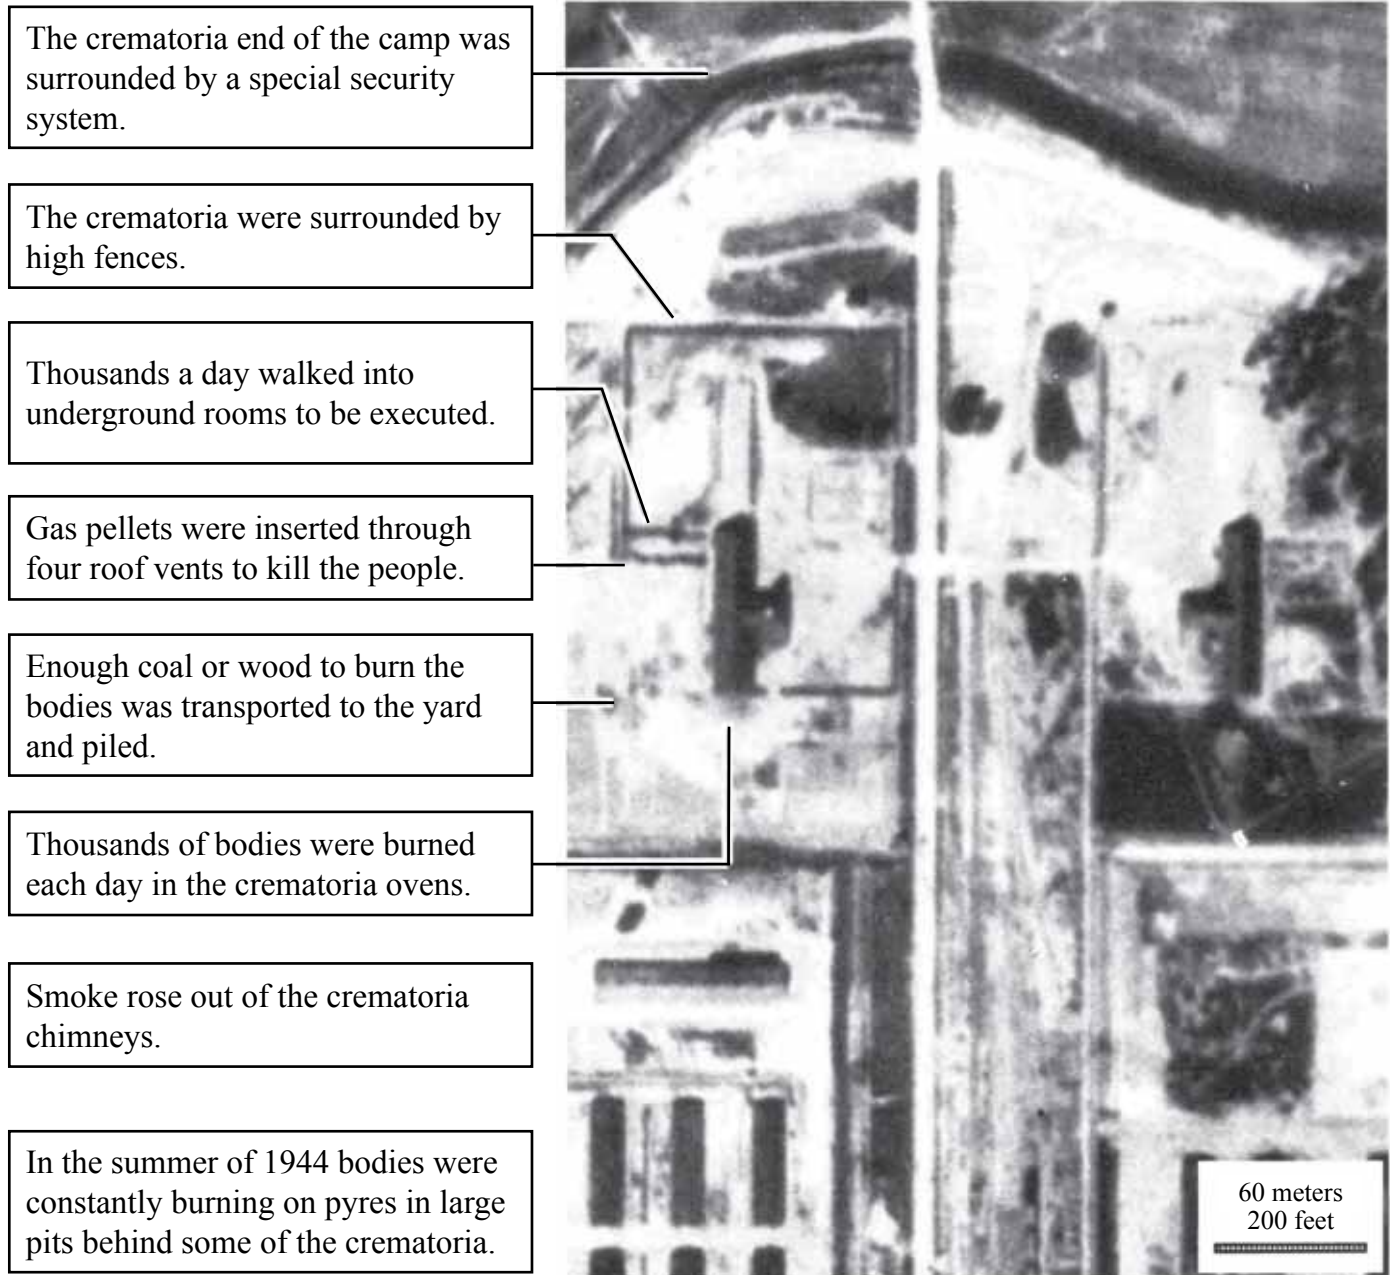 The crematoria end of the camp was
surrounded by a special security
system.
The crematoria were surrounded by
high fences.
Thousands a day walked into
underground rooms to be executed.
Gas pellets were inserted through
four roof vents to kill the people.
Enough coal or wood to burn the
bodies was transported to the yard
and piled.
Thousands of bodies were burned
each day in the crematoria ovens.
Smoke rose out of the crematoria
chimneys.
In the summer of 1944 bodies were
constantly burning on pyres in large
pits behind some of the crematoria.
60 meters
200 feet